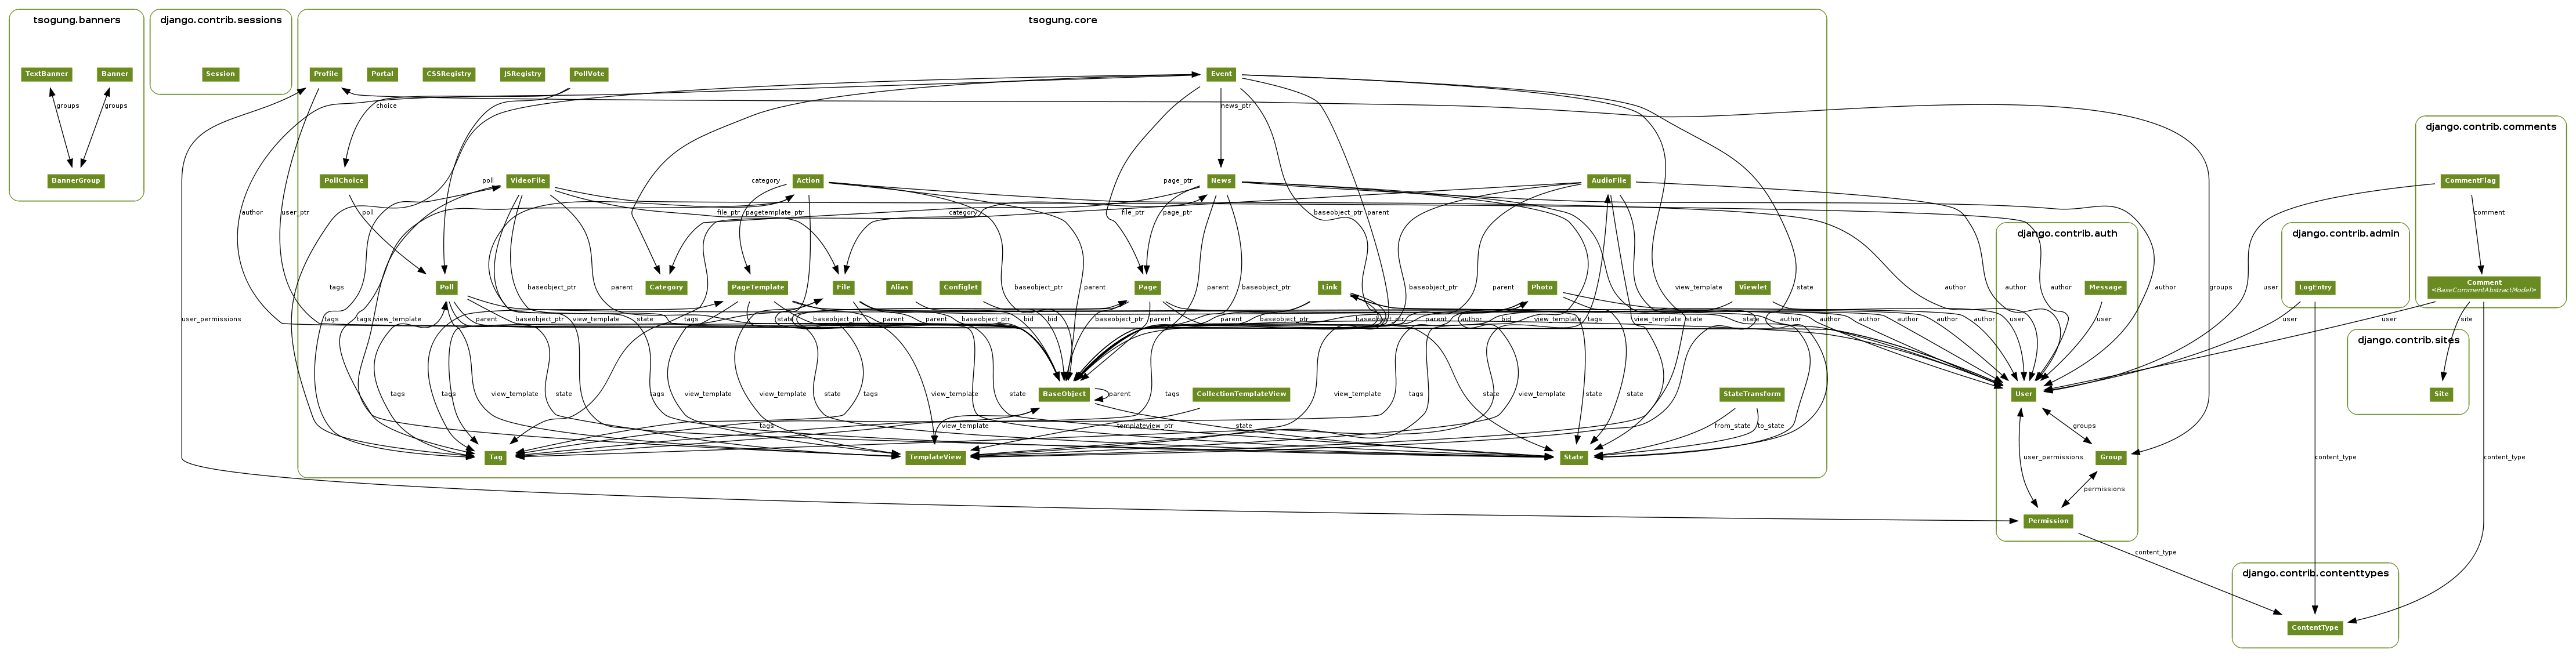 tsogung.banners
django.contrib.sessions
tsogung.core
TextBanner
Banner
Session
Profile
Portal
CSSRegistry
JSRegistry
PollVote
Event
groups
groups
choice
news_ptr
django.contrib.comments
BannerGroup
PollChoice
poll
VideoFile
category
Action
page_ptr
News
AudioFile
CommentFlag
author
user_ptr
poll
file_ptr
pagetemplate_ptr
category
file_ptr
page_ptr
baseobject_ptr
parent
comment
django.contrib.auth
django.contrib.admin
tags
Poll
baseobject_ptr
parent
Category
PageTemplate
File
Alias
Configlet
baseobject_ptr
parent
Page
parent
baseobject_ptr
Link
baseobject_ptr
parent
Photo
view_template
Viewlet
state
author
author
author
author
Message
groups
user
LogEntry
Comment
<BaseCommentAbstractModel>
user_permissions
tags
tags
view_template
parent
baseobject_ptr
view_template
state
tags
state
baseobject_ptr
parent
parent
baseobject_ptr
bid
bid
baseobject_ptr
parent
parent
baseobject_ptr
baseobject_ptr
parent
author
bid
view_template
tags
view_template
state
state
author
author
author
author
author
user
user
user
user
site
django.contrib.sites
tags
tags
view_template
state
tags
view_template
view_template
state
tags
view_template
state
BaseObject
parent
tags
CollectionTemplateView
view_template
tags
state
view_template
state
state
StateTransform
User
Site
tags
view_template
templateview_ptr
state
from_state
to_state
groups
Tag
TemplateView
State
user_permissions
Group
content_type
content_type
permissions
Permission
content_type
django.contrib.contenttypes
ContentType